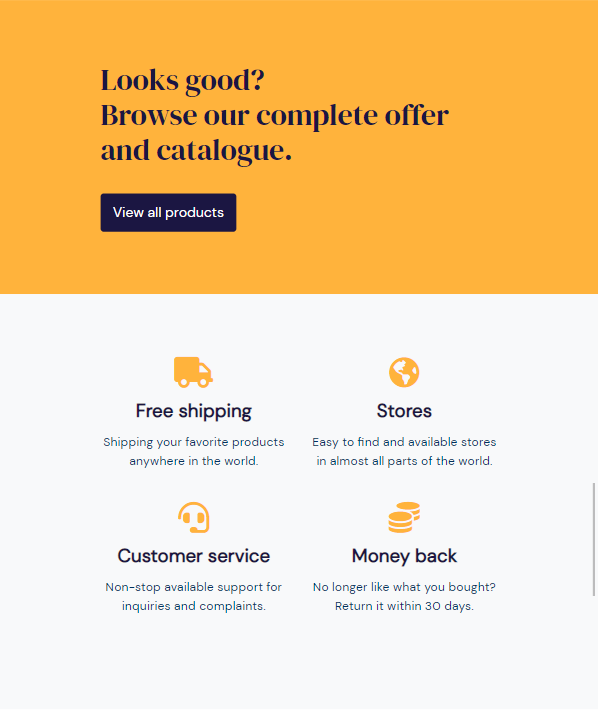 Looks good?
Browse our complete offer
and catalogue.
View all products
Free shipping
Shipping your favorite products
anywhere in the world.
Stores
Easy to find and available stores
in almost all parts of the world.
Customer service
Non-stop available support for
inquiries and complaints.
Money back
No longer like what you bought?
Return it within 30 days.